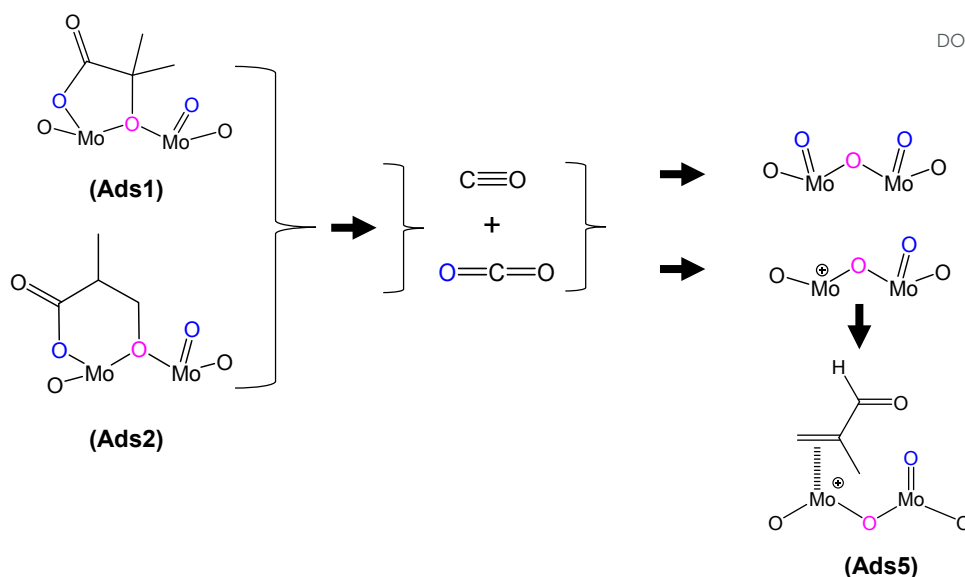 DO
O
O
O
O Mo O Mo O
(Ads1)
C≡O
+
O=C=O
O O
O Mo O Mo O
O
O Mo ⊕ O Mo O
O
O
O
O Mo O Mo O
(Ads2)
H
O
O
Mo ⊕ Mo
O O O
(Ads5)